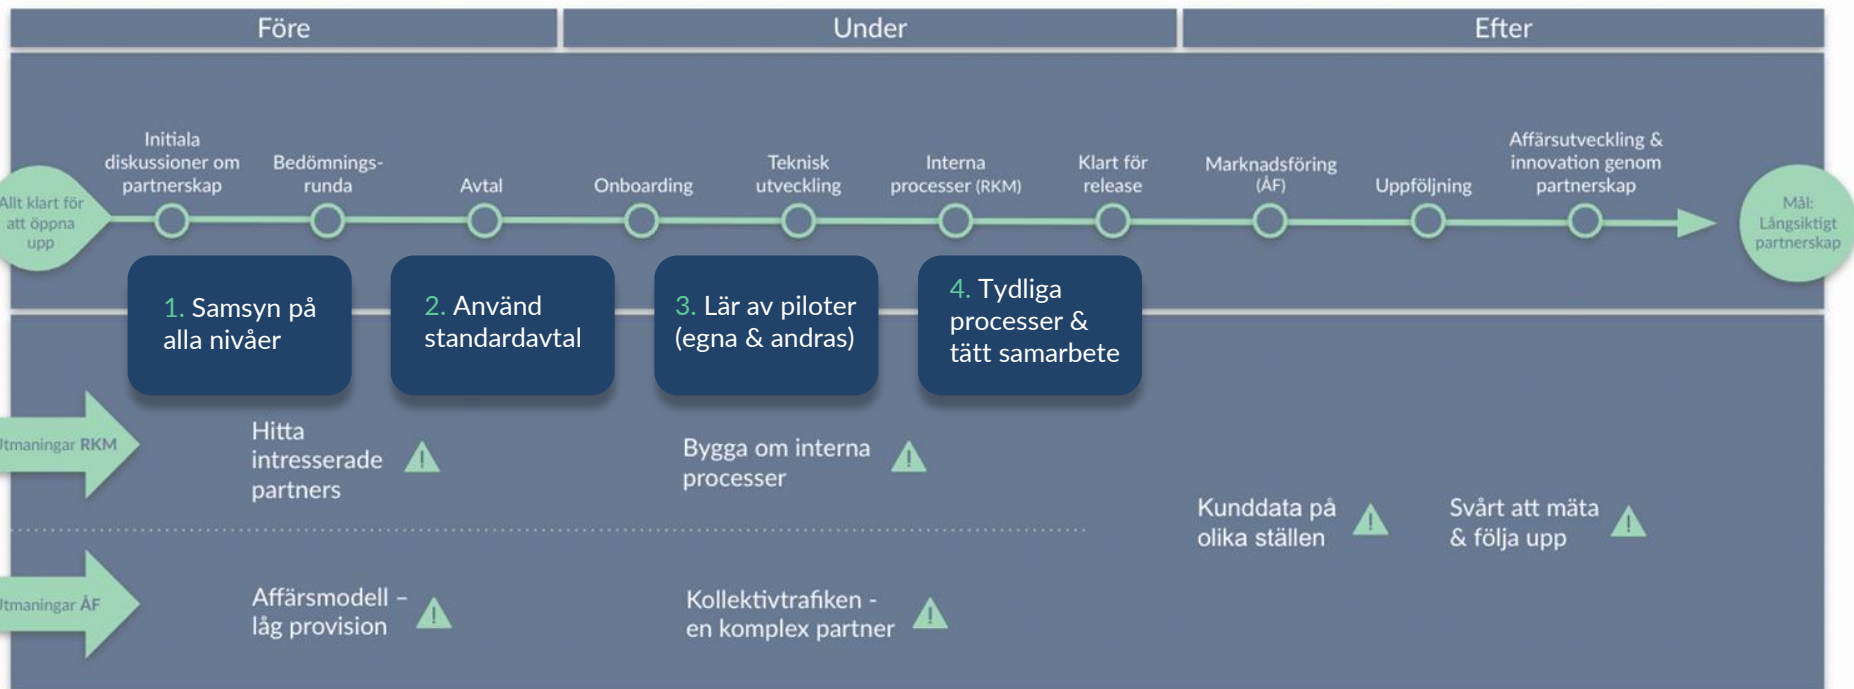 Före
Under
Efter
Allt klart för
att öppna
upp
Initiala
diskussioner om
partnerskap
Bedömnings-
runda
Avtal
Onboarding
Teknisk
utveckling
Interna
processer (RKM)
Klart för
release
Marknadsföring
(ÅF)
Uppföljning
Affärsutveckling &
innovation genom
partnerskap
Mål:
Långsiktigt
partnerskap
1. Samsyn på
alla nivåer
2. Använd
standardavtal
3. Lär av piloter
(egna & andras)
4. Tydliga
processer &
tätt samarbete
Utmaningar RKM
Hitta
intresserade
partners
Bygga om interna
processer
Kunddata på
olika ställen
Svårt att mäta
& följa upp
Utmaningar ÅF
Affärsmodell –
låg provision
Kollektivtrafiken -
en komplex partner